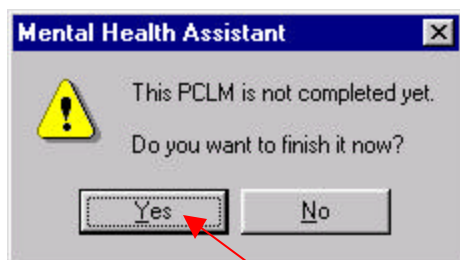 Mental Health Assistant
This PCLM is not completed yet.
Do you want to finish it now?
Yes No